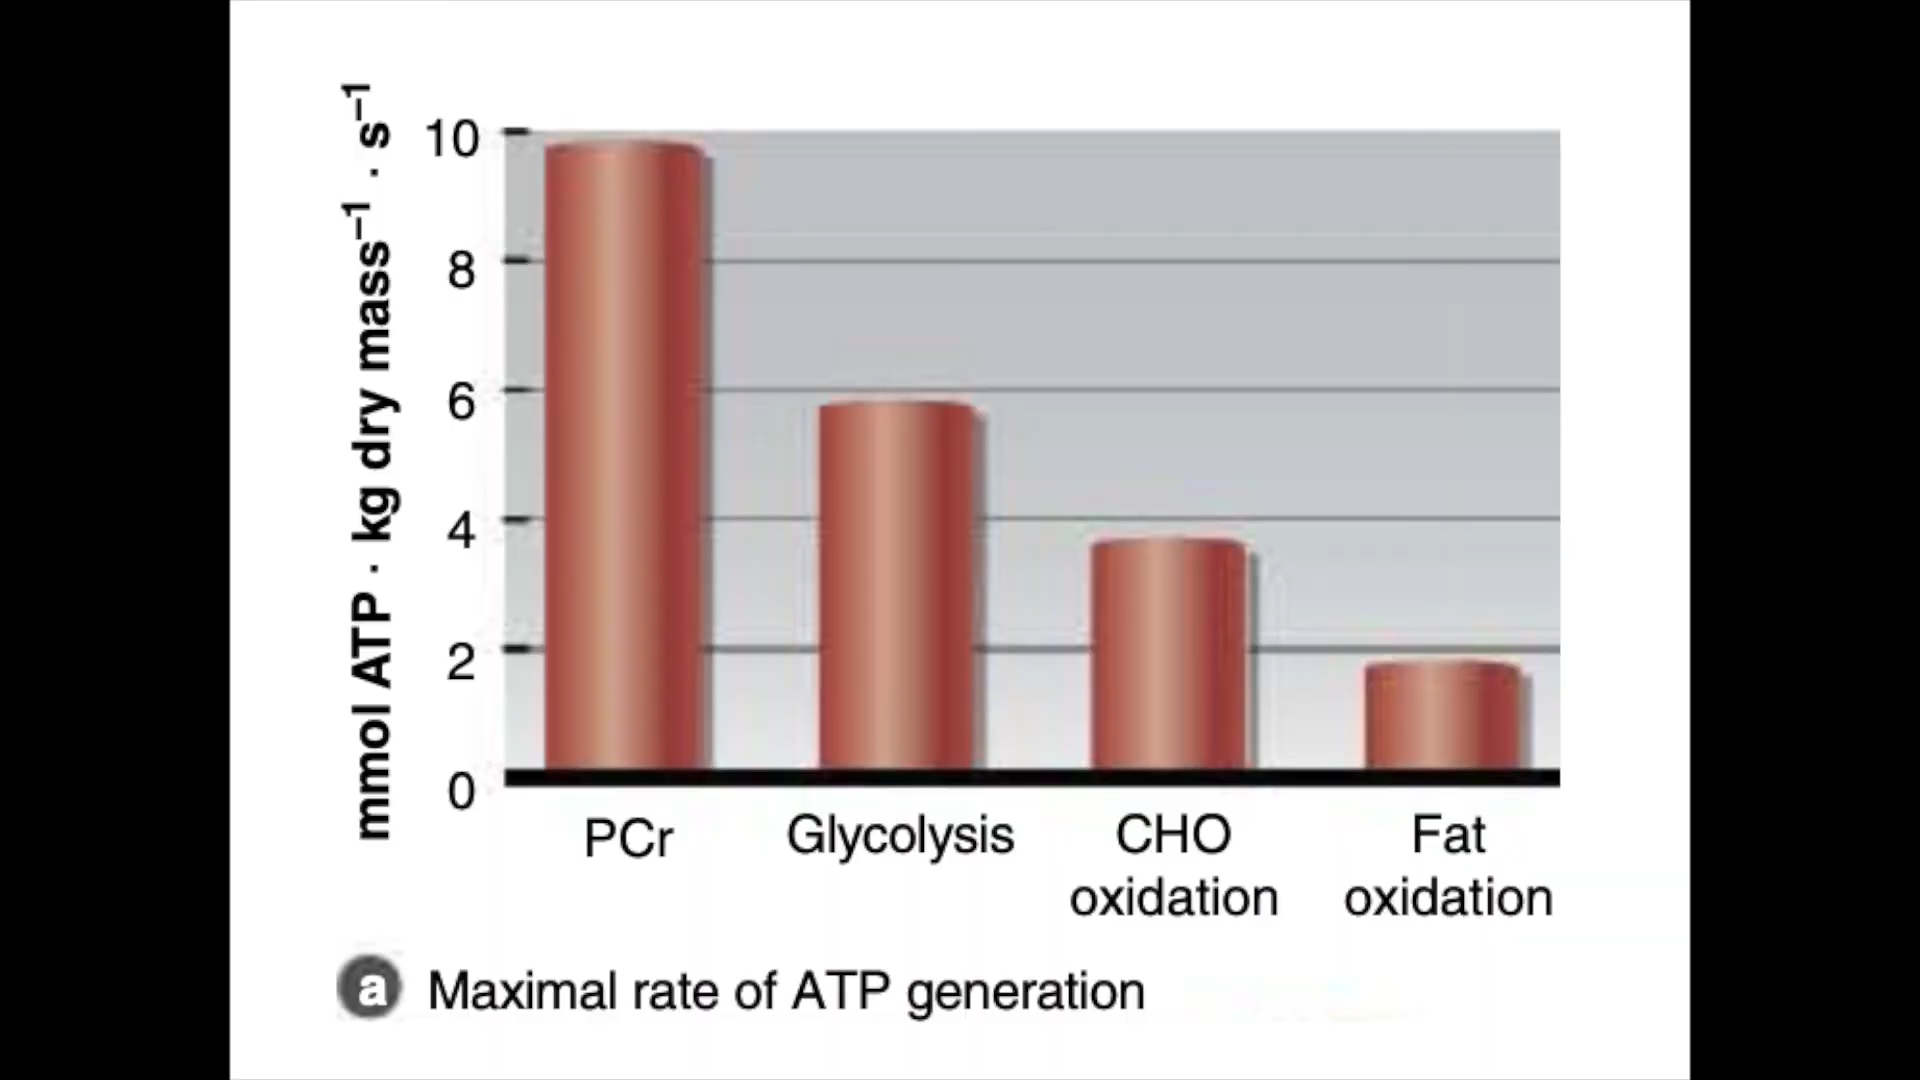 mmol ATP · kg dry mass⁻¹ · s⁻¹
10
8
6
4
2
0
PCr
Glycolysis
CHO
oxidation
Fat
oxidation
a Maximal rate of ATP generation